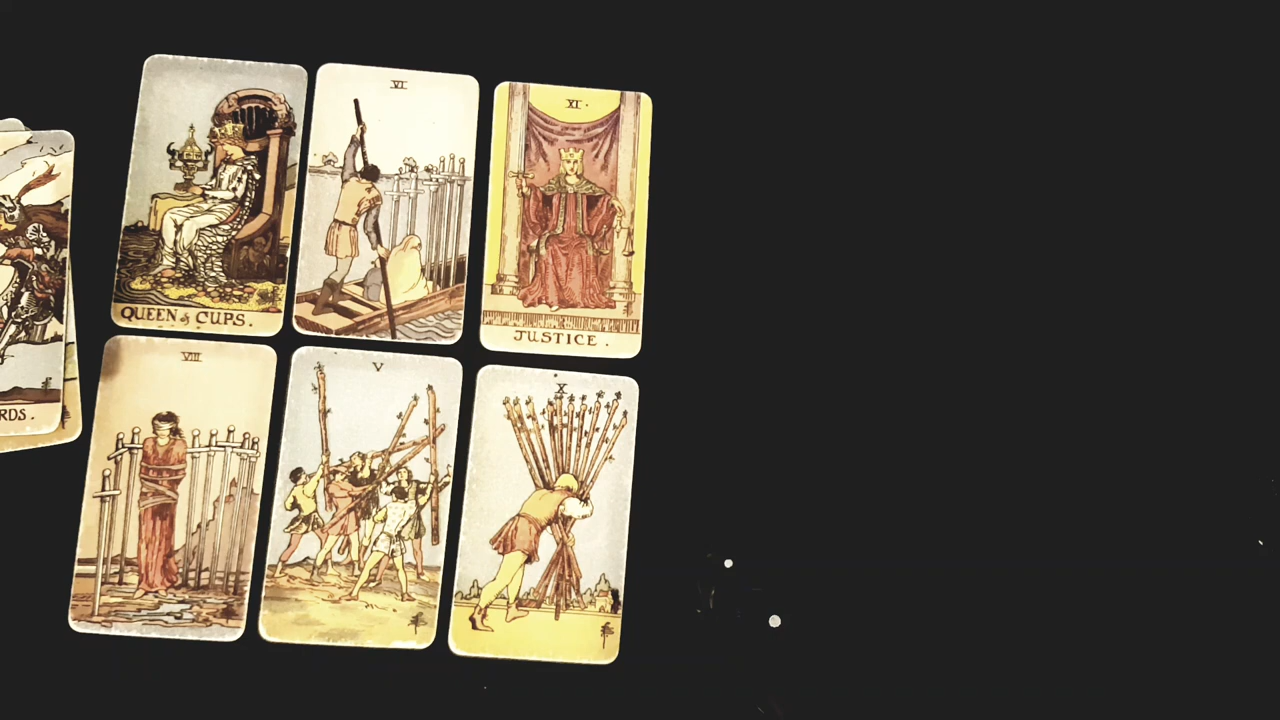 QUEEN of CUPS.
VI
XI.
JUSTICE.
RDS.
VIII
V
X